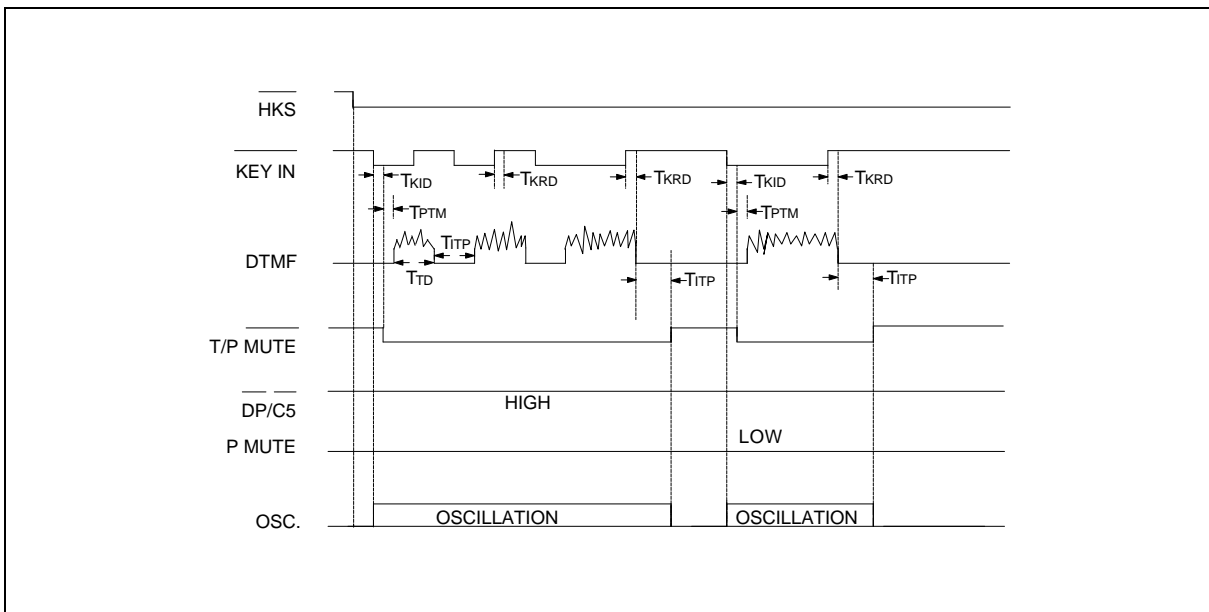 HKS
KEY IN
TKID
TKRD
TKRD
TKID
TKRD
TPTM
TPTM
TITP
DTMF
TTD
TITP
TITP
T/P MUTE
DP/C5
HIGH
P MUTE
LOW
OSC.
OSCILLATION
OSCILLATION